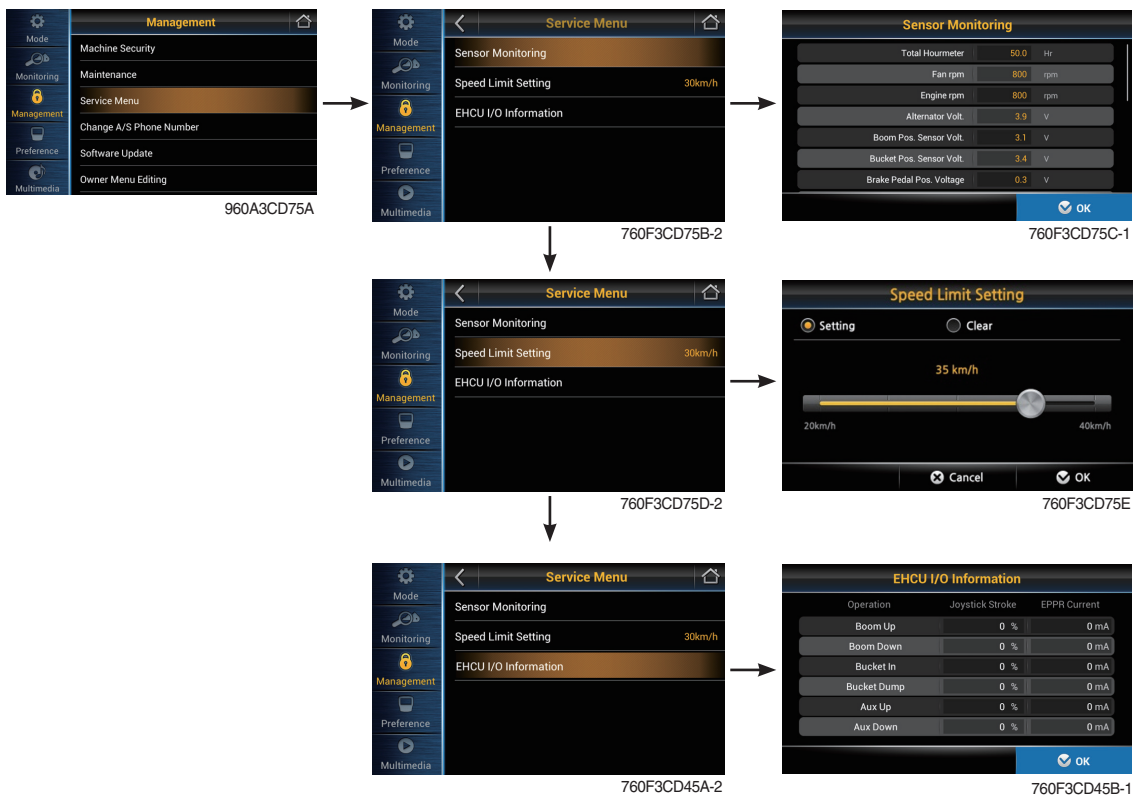 Management
Mode
Monitoring
Management
Preference
Multimedia
Machine Security
Maintenance
Service Menu
Change A/S Phone Number
Software Update
Owner Menu Editing
960A3CD75A
Service Menu
Mode
Monitoring
Management
Preference
Multimedia
Sensor Monitoring
Speed Limit Setting 30km/h
EHCU I/O Information
760F3CD75B-2
Sensor Monitoring
Total Hourmeter 50.0 Hr
Fan rpm 800 rpm
Engine rpm 800 rpm
Alternator Volt. 3.9 V
Boom Pos. Sensor Volt. 3.1 V
Bucket Pos. Sensor Volt. 3.4 V
Brake Pedal Pos. Voltage 0.3 V
OK
760F3CD75C-1
Service Menu
Mode
Monitoring
Management
Preference
Multimedia
Sensor Monitoring
Speed Limit Setting 30km/h
EHCU I/O Information
760F3CD75D-2
Speed Limit Setting
Setting Clear
35 km/h
20km/h 40km/h
Cancel OK
760F3CD75E
Service Menu
Mode
Monitoring
Management
Preference
Multimedia
Sensor Monitoring
Speed Limit Setting 30km/h
EHCU I/O Information
760F3CD45A-2
EHCU I/O Information
Operation Joystick Stroke EPPR Current
Boom Up 0 % 0 mA
Boom Down 0 % 0 mA
Bucket In 0 % 0 mA
Bucket Dump 0 % 0 mA
Aux Up 0 % 0 mA
Aux Down 0 % 0 mA
OK
760F3CD45B-1